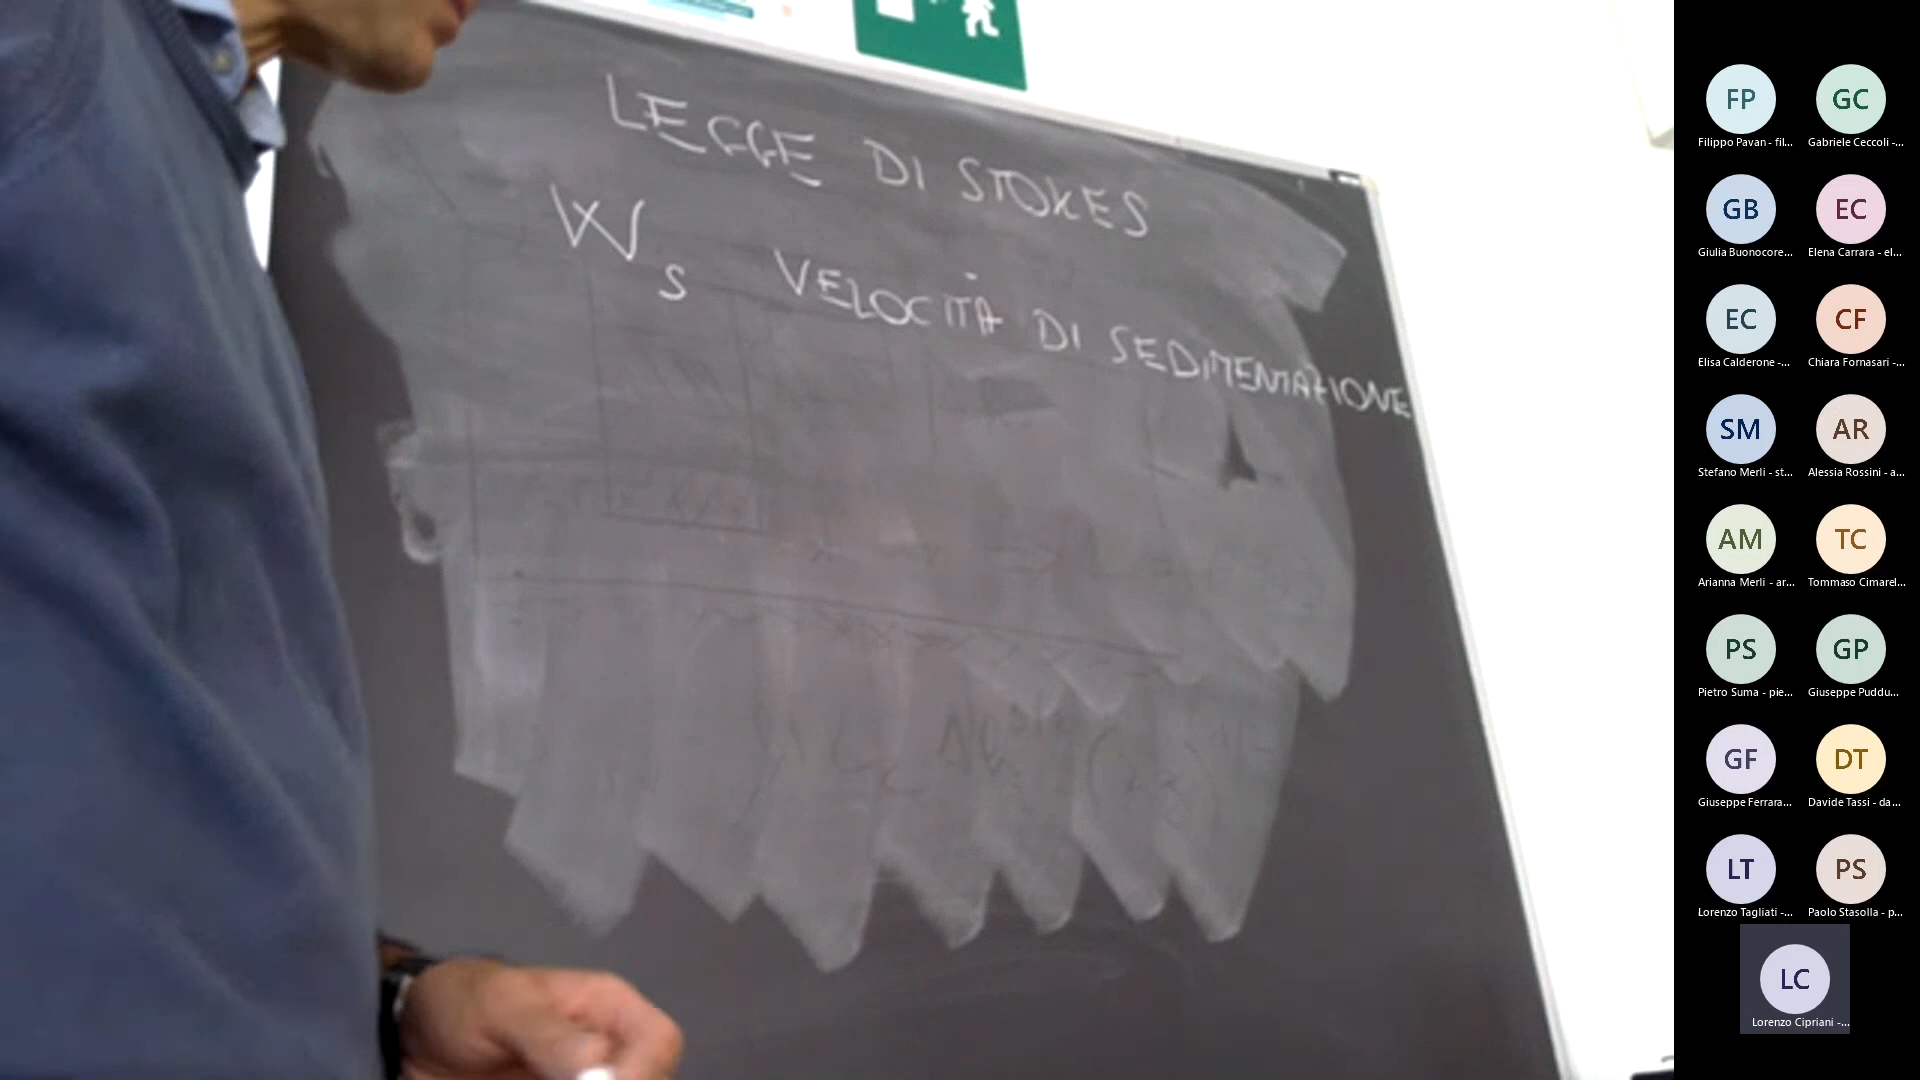 LEGGE DI STOKES
Ws VELOCITÀ DI SEDIMENTAZIONE
FP
Filippo Pavan - fil...
GC
Gabriele Ceccoli -...
GB
Giulia Buonocore...
EC
Elena Carrara - el...
EC
Elisa Calderone -...
CF
Chiara Fornasari -...
SM
Stefano Merli - st...
AR
Alessia Rossini - a...
AM
Arianna Merli - ar...
TC
Tommaso Cimarel...
PS
Pietro Suma - pie...
GP
Giuseppe Puddu...
GF
Giuseppe Ferrara...
DT
Davide Tassi - da...
LT
Lorenzo Tagliati -...
PS
Paolo Stasolla - p...
LC
Lorenzo Cipriani -...